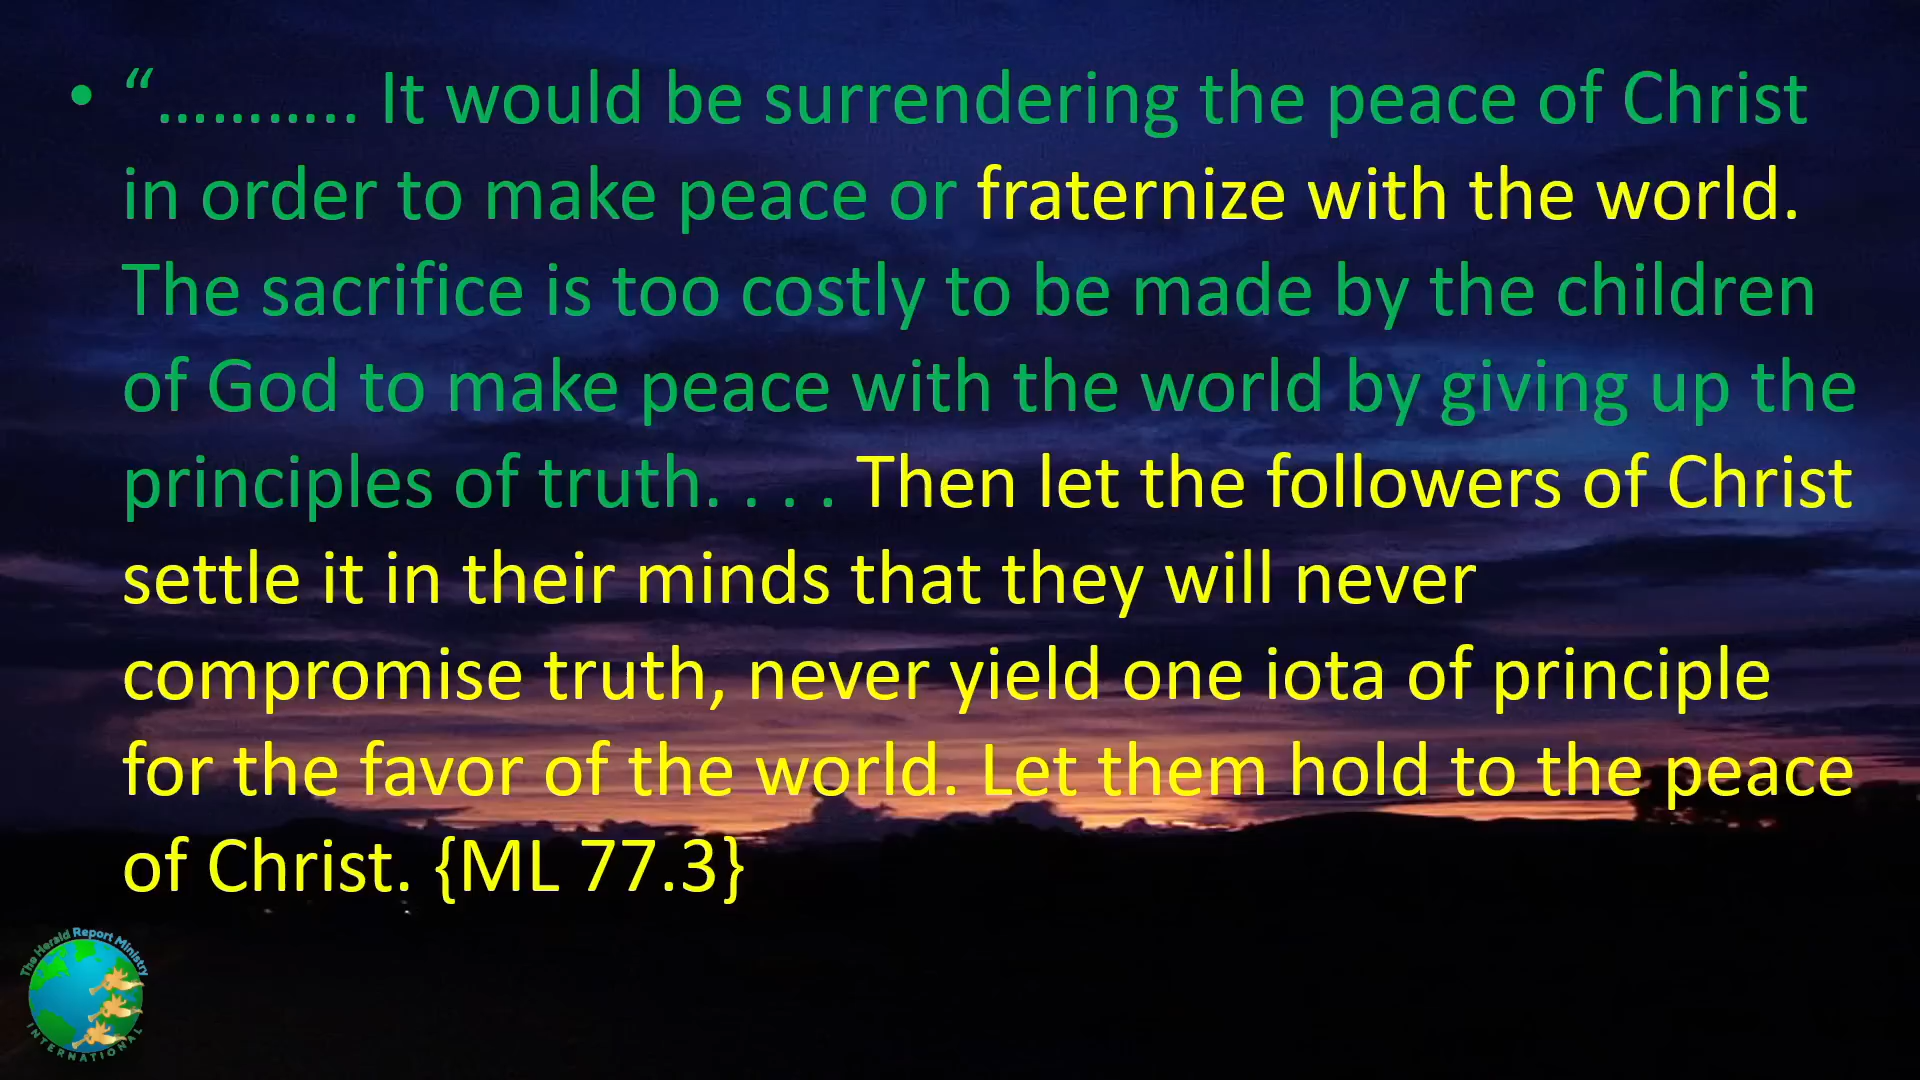 • “……….. It would be surrendering the peace of Christ
in order to make peace or fraternize with the world.
The sacrifice is too costly to be made by the children
of God to make peace with the world by giving up the
principles of truth. . . . Then let the followers of Christ
settle it in their minds that they will never
compromise truth, never yield one iota of principle
for the favor of the world. Let them hold to the peace
of Christ. {ML 77.3}
The Herald Report Ministry
INTERNATIONAL